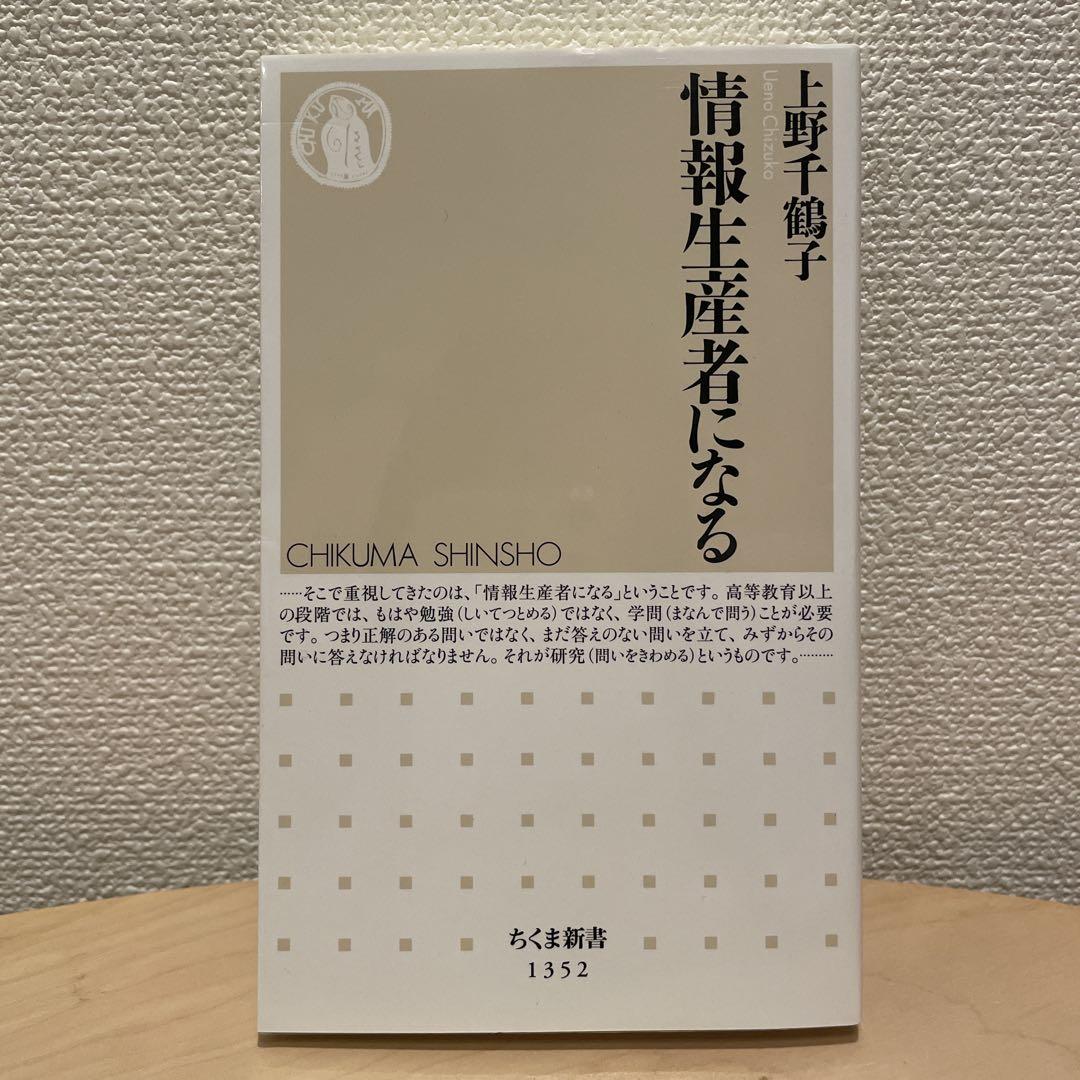 上野千鶴子
Ueno Chizuko
情報生産者になる
CHIKUMA
CHIKUMA SHINSHO
……そこで重視してきたのは、「情報生産者になる」ということです。高等教育以上
の段階では、もはや勉強（しいてつとめる）ではなく、学問（まなんで問う）ことが必要
です。つまり正解のある問いではなく、まだ答えのない問いを立て、みずからその
問いに答えなければなりません。それが研究（問いをきわめる）というものです。………
ちくま新書
1352